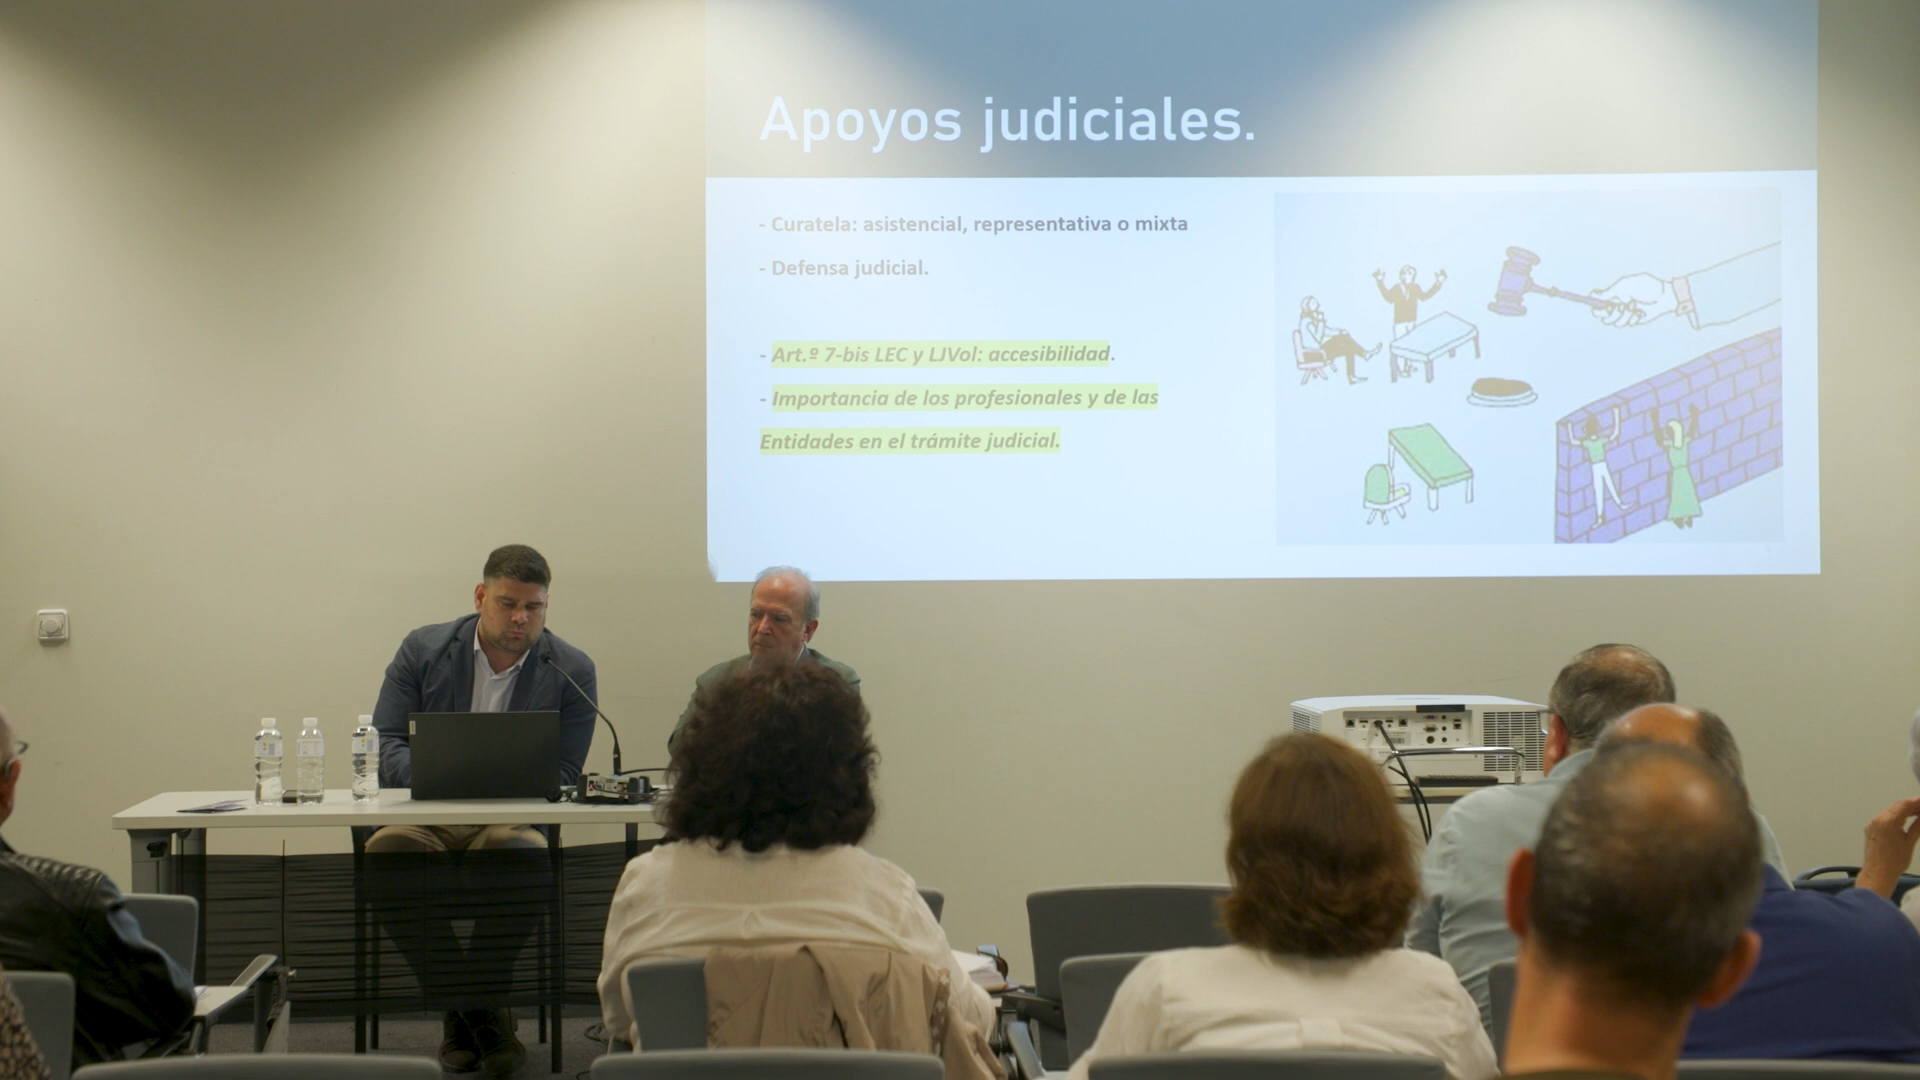 Apoyos judiciales.
- Curatela: asistencial, representativa o mixta
- Defensa judicial.
- Art.º 7-bis LEC y LJVol: accesibilidad.
- Importancia de los profesionales y de las
Entidades en el trámite judicial.